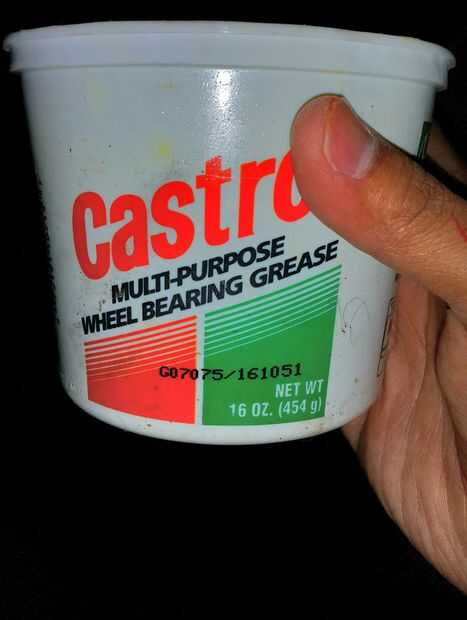 Castro
MULTI-PURPOSE
WHEEL BEARING GREASE
G07075/161051
NET WT
16 OZ. (454 g)